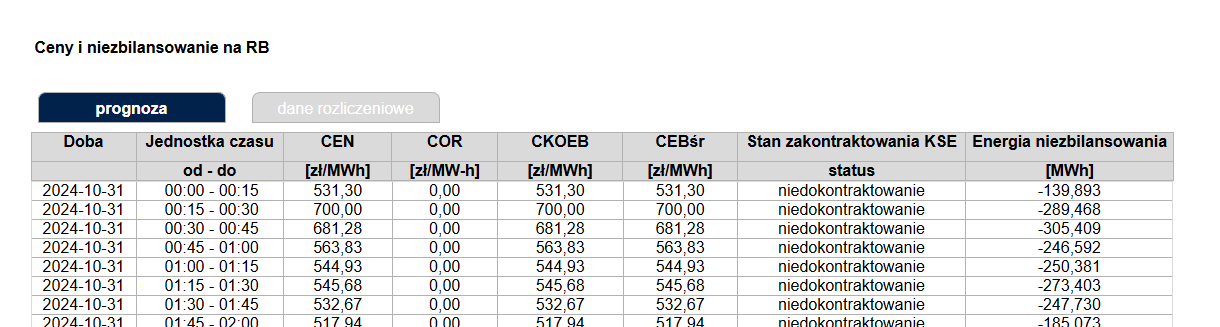 Ceny i niezbilansowanie na RB
prognoza dane rozliczeniowe
Doba Jednostka czasu CEN COR CKOEB CEBśr Stan zakontraktowania KSE Energia niezbilansowania
od - do [zł/MWh] [zł/MW-h] [zł/MWh] [zł/MWh] status [MWh]
2024-10-31 00:00 - 00:15 531,30 0,00 531,30 531,30 niedokontraktowanie -139,893
2024-10-31 00:15 - 00:30 700,00 0,00 700,00 700,00 niedokontraktowanie -289,468
2024-10-31 00:30 - 00:45 681,28 0,00 681,28 681,28 niedokontraktowanie -305,409
2024-10-31 00:45 - 01:00 563,83 0,00 563,83 563,83 niedokontraktowanie -246,592
2024-10-31 01:00 - 01:15 544,93 0,00 544,93 544,93 niedokontraktowanie -250,381
2024-10-31 01:15 - 01:30 545,68 0,00 545,68 545,68 niedokontraktowanie -273,403
2024-10-31 01:30 - 01:45 532,67 0,00 532,67 532,67 niedokontraktowanie -247,730
2024-10-31 01:45 - 02:00 517,94 0,00 517,94 517,94 niedokontraktowanie -185,073